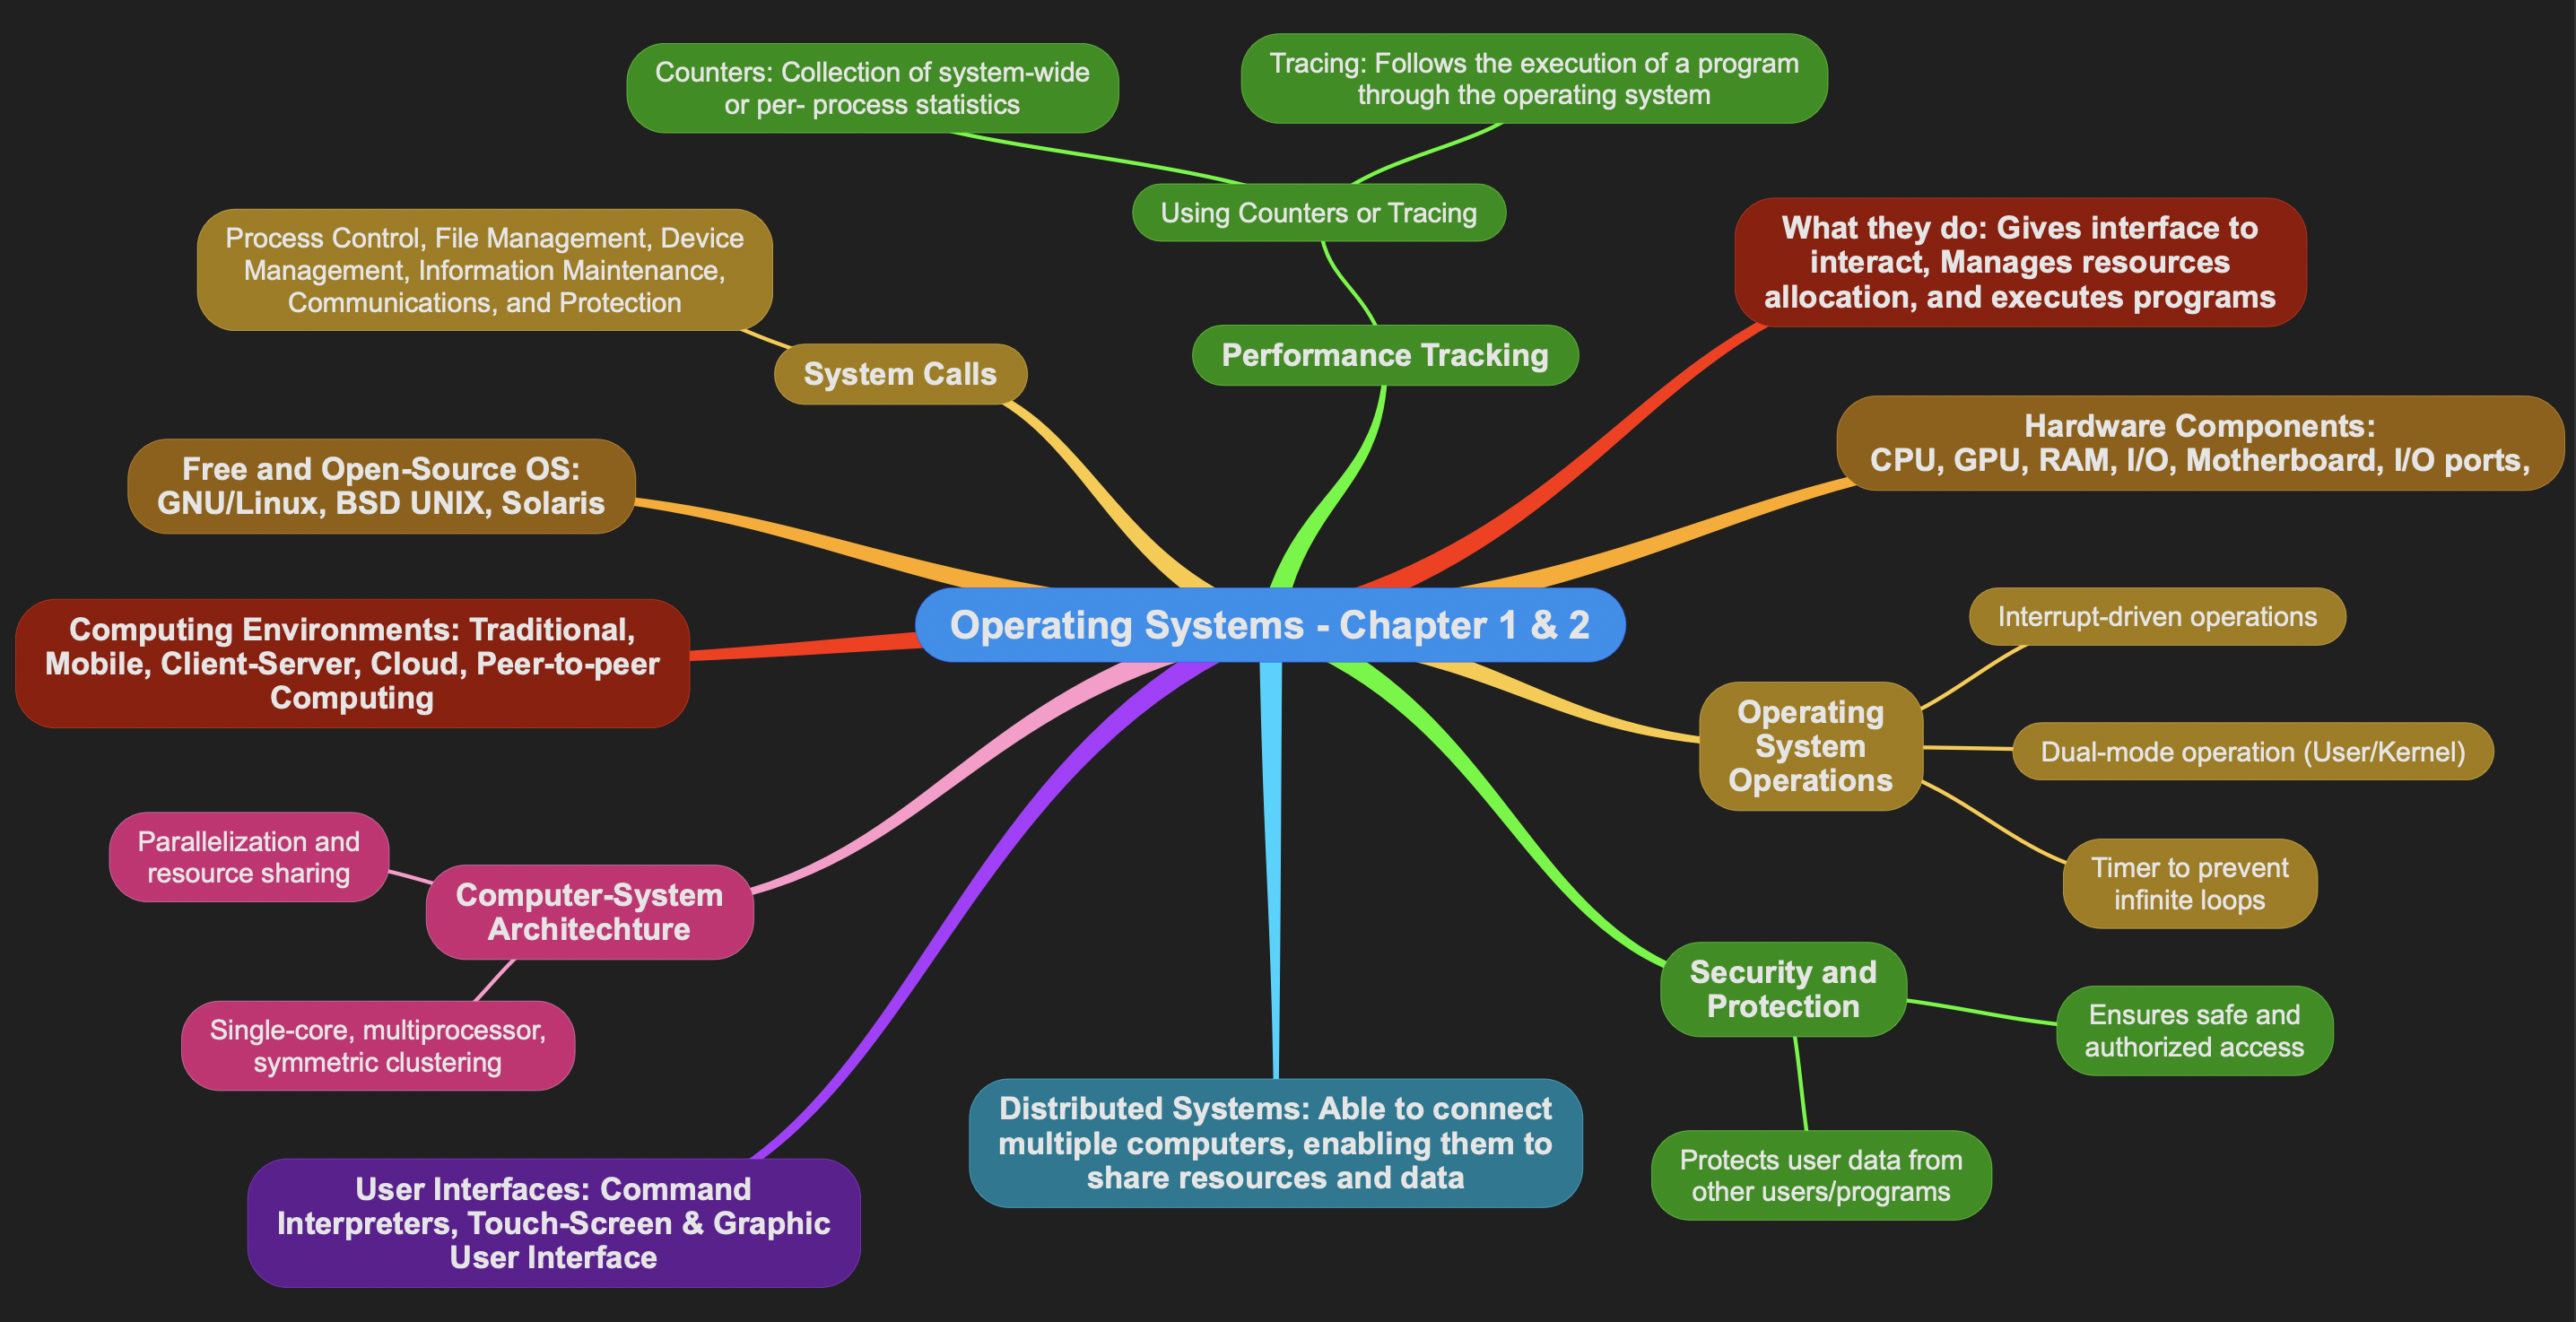 Counters: Collection of system-wide
or per- process statistics
Tracing: Follows the execution of a program
through the operating system
Using Counters or Tracing
Performance Tracking
Process Control, File Management, Device
Management, Information Maintenance,
Communications, and Protection
System Calls
What they do: Gives interface to
interact, Manages resources
allocation, and executes programs
Free and Open-Source OS:
GNU/Linux, BSD UNIX, Solaris
Hardware Components:
CPU, GPU, RAM, I/O, Motherboard, I/O ports,
Computing Environments: Traditional,
Mobile, Client-Server, Cloud, Peer-to-peer
Computing
Operating Systems - Chapter 1 & 2
Operating
System
Operations
Interrupt-driven operations
Dual-mode operation (User/Kernel)
Timer to prevent
infinite loops
Parallelization and
resource sharing
Computer-System
Architechture
Single-core, multiprocessor,
symmetric clustering
Security and
Protection
Ensures safe and
authorized access
Protects user data from
other users/programs
Distributed Systems: Able to connect
multiple computers, enabling them to
share resources and data
User Interfaces: Command
Interpreters, Touch-Screen & Graphic
User Interface